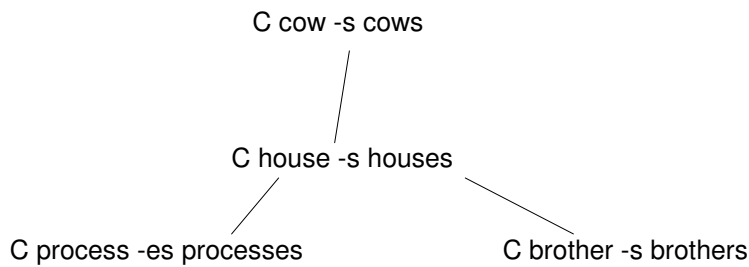 C cow -s cows
C house -s houses
C process -es processes
C brother -s brothers